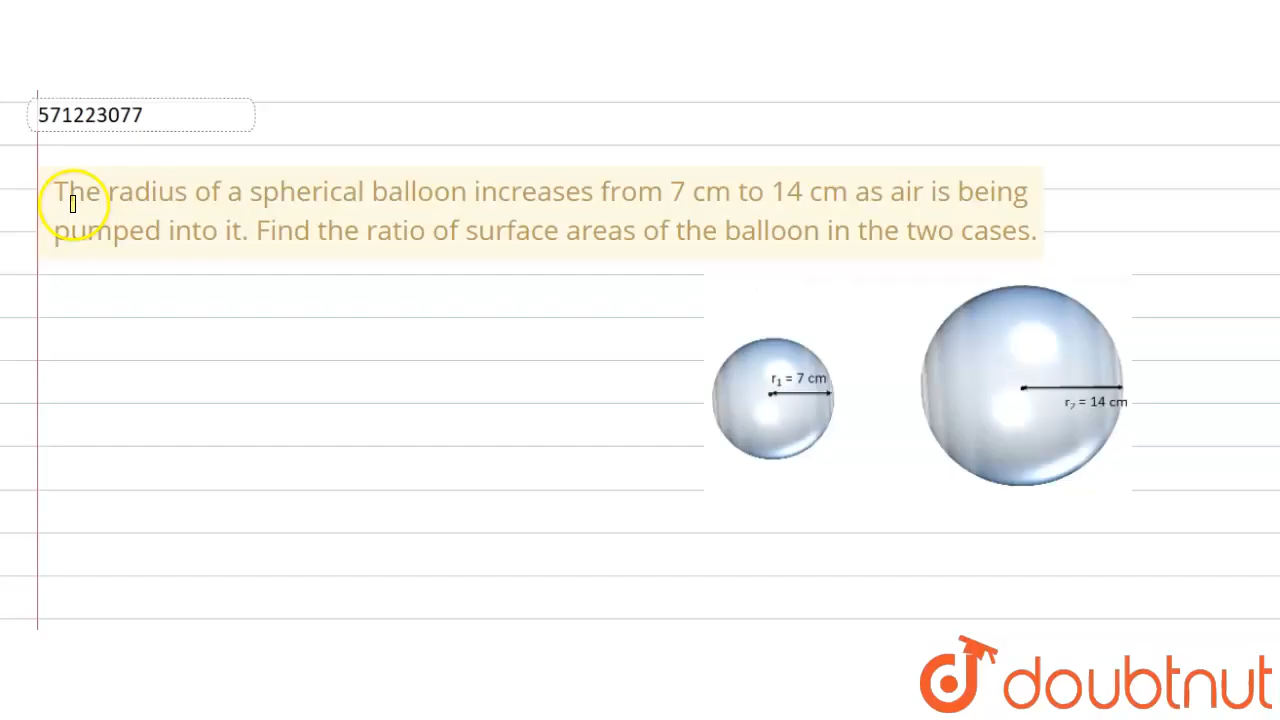 571223077
The radius of a spherical balloon increases from 7 cm to 14 cm as air is being
pumped into it. Find the ratio of surface areas of the balloon in the two cases.
r₁ = 7 cm
r₂ = 14 cm
doubtnut